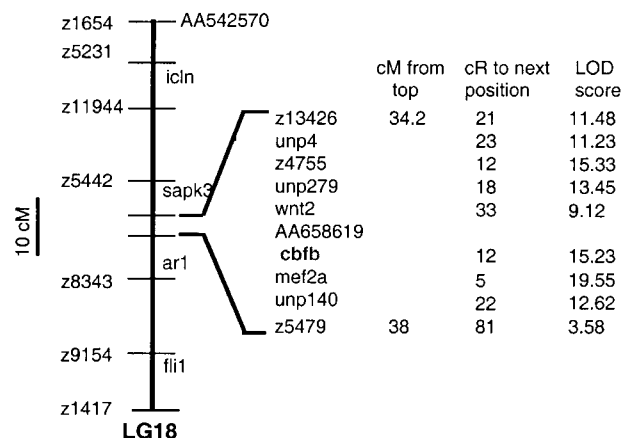 z1654 AA542570
z5231
icln
z11944
z5442
sapk3
ar1
z8343
z9154
fli1
z1417
LG18
10 cM
cM from cR to next LOD
top position score
z13426 34.2 21 11.48
unp4 23 11.23
z4755 12 15.33
unp279 18 13.45
wnt2 33 9.12
AA658619
cbfb 12 15.23
mef2a 5 19.55
unp140 22 12.62
z5479 38 81 3.58